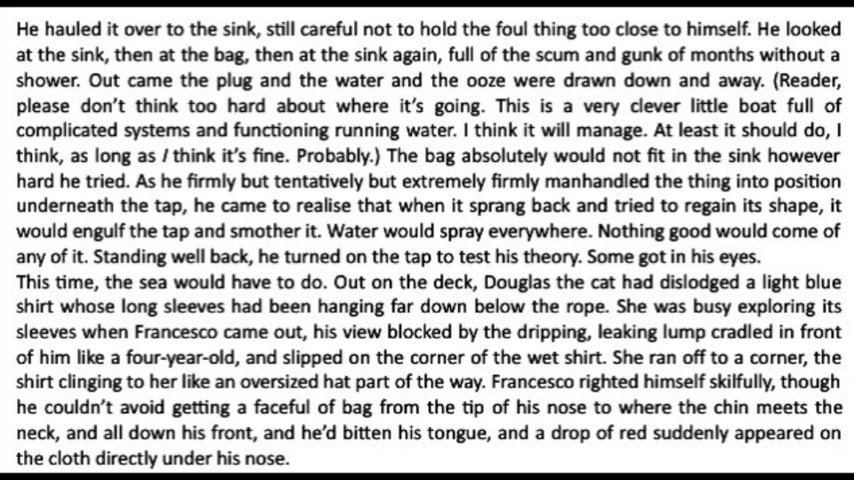 He hauled it over to the sink, still careful not to hold the foul thing too close to himself. He looked
at the sink, then at the bag, then at the sink again, full of the scum and gunk of months without a
shower. Out came the plug and the water and the ooze were drawn down and away. (Reader,
please don't think too hard about where it's going. This is a very clever little boat full of
complicated systems and functioning running water. I think it will manage. At least it should do, I
think, as long as I think it's fine. Probably.) The bag absolutely would not fit in the sink however
hard he tried. As he firmly but tentatively but extremely firmly manhandled the thing into position
underneath the tap, he came to realise that when it sprang back and tried to regain its shape, it
would engulf the tap and smother it. Water would spray everywhere. Nothing good would come of
any of it. Standing well back, he turned on the tap to test his theory. Some got in his eyes.
This time, the sea would have to do. Out on the deck, Douglas the cat had dislodged a light blue
shirt whose long sleeves had been hanging far down below the rope. She was busy exploring its
sleeves when Francesco came out, his view blocked by the dripping, leaking lump cradled in front
of him like a four-year-old, and slipped on the corner of the wet shirt. She ran off to a corner, the
shirt clinging to her like an oversized hat part of the way. Francesco righted himself skilfully, though
he couldn't avoid getting a faceful of bag from the tip of his nose to where the chin meets the
neck, and all down his front, and he'd bitten his tongue, and a drop of red suddenly appeared on
the cloth directly under his nose.